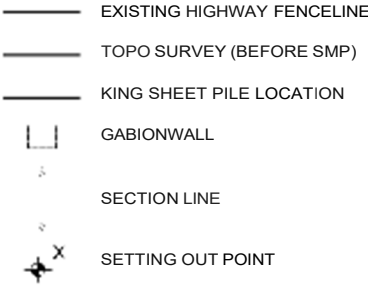 EXISTING HIGHWAY FENCELINE
TOPO SURVEY (BEFORE SMP)
KING SHEET PILE LOCATION
GABIONWALL
SECTION LINE
X SETTING OUT POINT